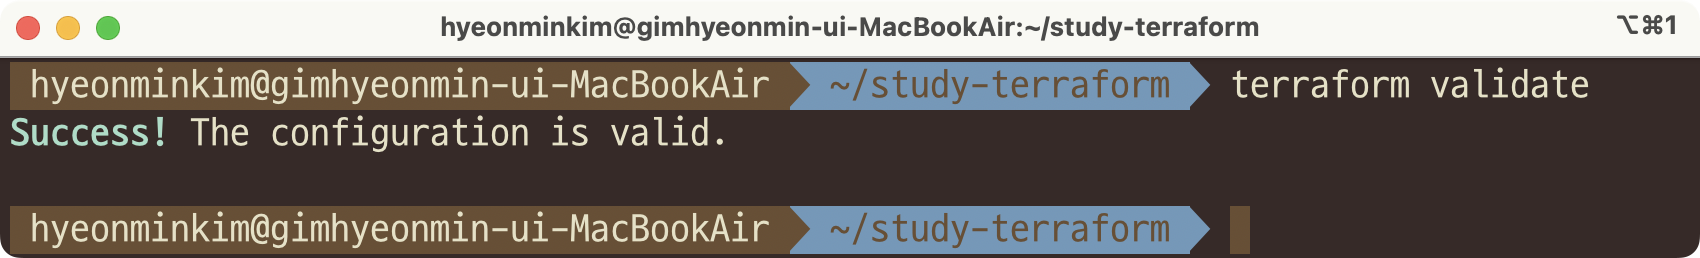 hyeonminkim@gimhyeonmin-ui-MacBookAir:~/study-terraform ⌥⌘1
hyeonminkim@gimhyeonmin-ui-MacBookAir ~/study-terraform terraform validate
Success! The configuration is valid.
hyeonminkim@gimhyeonmin-ui-MacBookAir ~/study-terraform